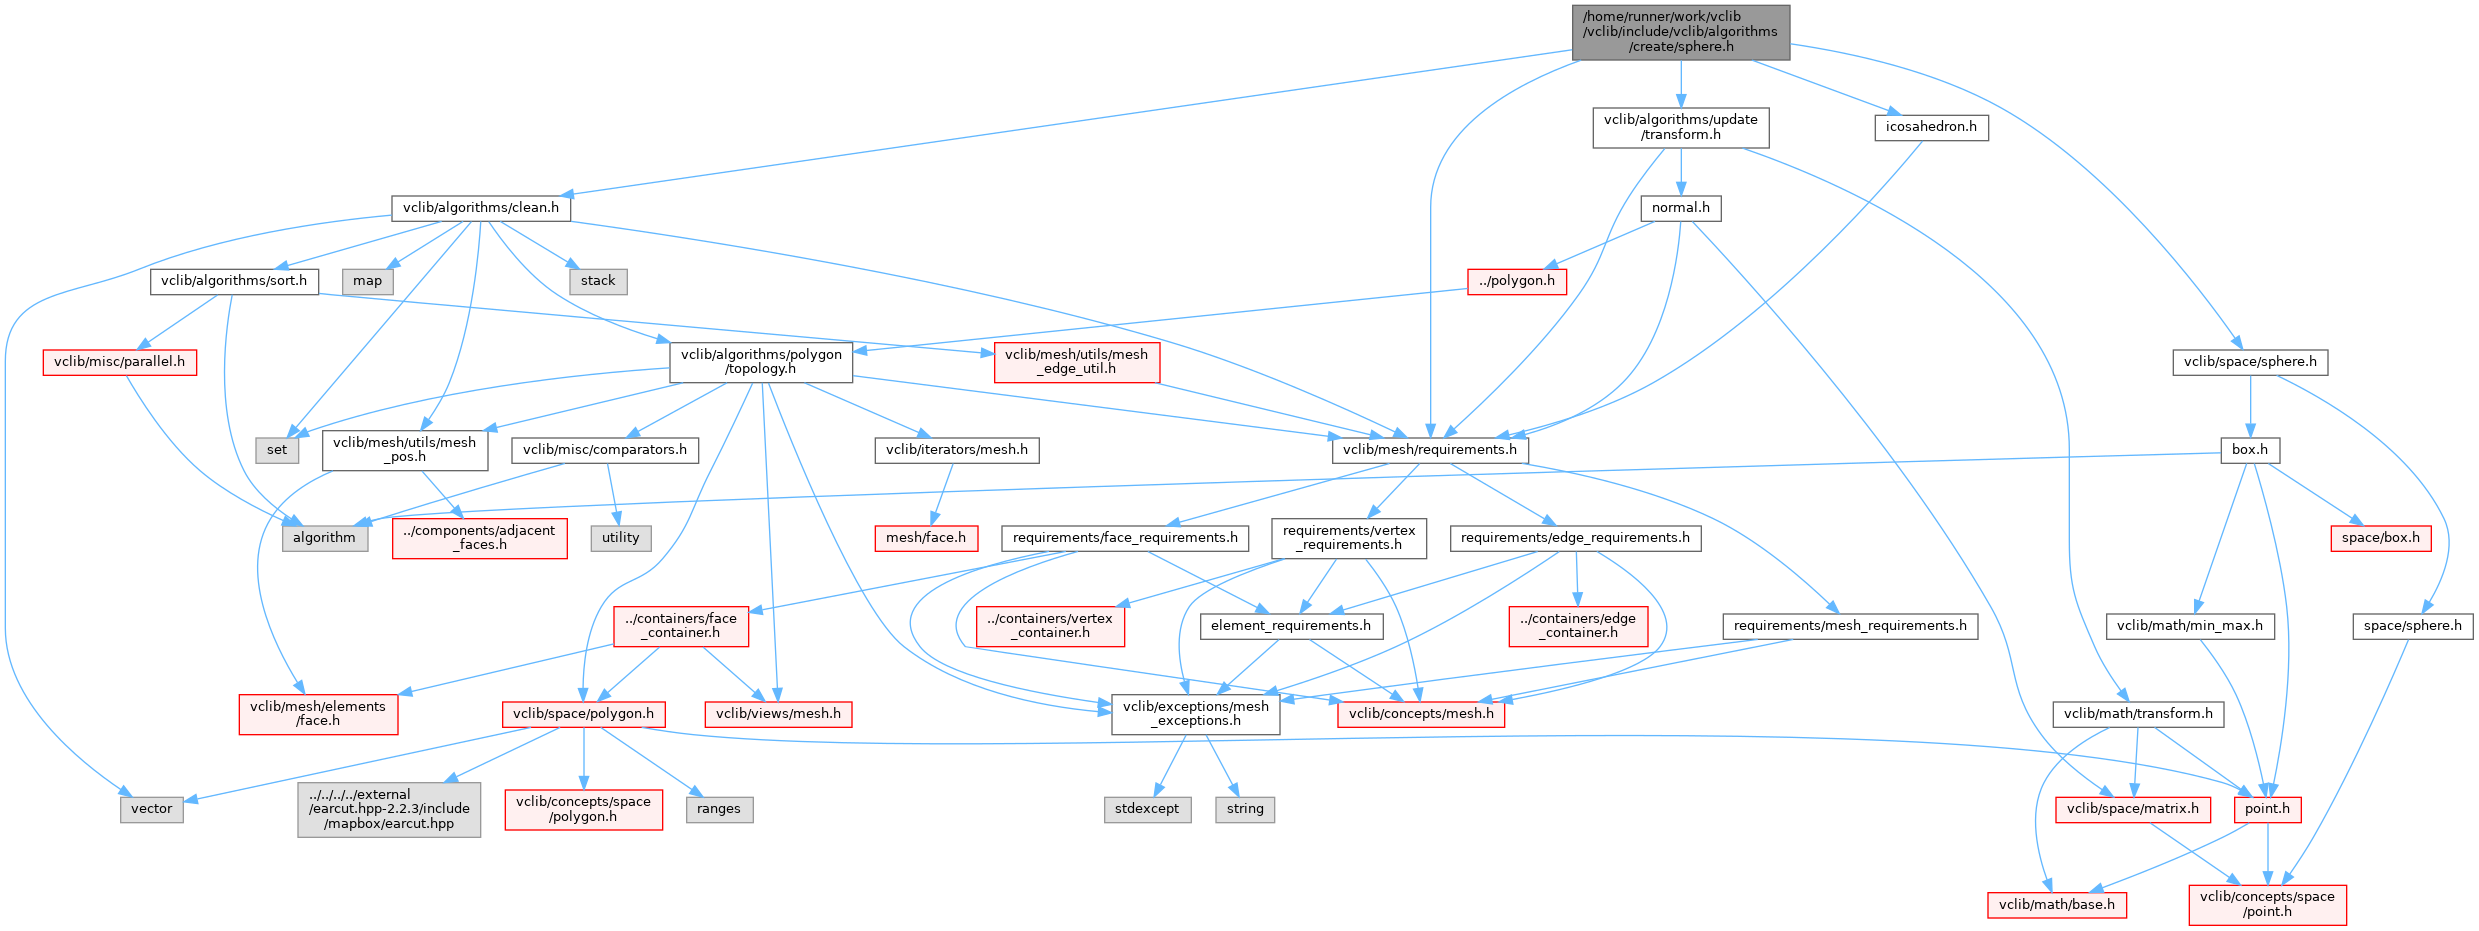 /home/runner/work/vclib
/vclib/include/vclib/algorithms
/create/sphere.h
vclib/algorithms/update
/transform.h
icosahedron.h
vclib/algorithms/clean.h
normal.h
vclib/algorithms/sort.h
map
stack
../polygon.h
vclib/misc/parallel.h
vclib/algorithms/polygon
/topology.h
vclib/mesh/utils/mesh
_edge_util.h
vclib/space/sphere.h
set
vclib/mesh/utils/mesh
_pos.h
vclib/misc/comparators.h
vclib/iterators/mesh.h
vclib/mesh/requirements.h
box.h
algorithm
../components/adjacent
_faces.h
utility
mesh/face.h
requirements/face_requirements.h
requirements/vertex
_requirements.h
requirements/edge_requirements.h
space/box.h
../containers/face
_container.h
../containers/vertex
_container.h
element_requirements.h
../containers/edge
_container.h
requirements/mesh_requirements.h
vclib/math/min_max.h
space/sphere.h
vclib/mesh/elements
/face.h
vclib/space/polygon.h
vclib/views/mesh.h
vclib/exceptions/mesh
_exceptions.h
vclib/concepts/mesh.h
vclib/math/transform.h
vector
../../../../external
/earcut.hpp-2.2.3/include
/mapbox/earcut.hpp
vclib/concepts/space
/polygon.h
ranges
stdexcept
string
vclib/space/matrix.h
point.h
vclib/math/base.h
vclib/concepts/space
/point.h